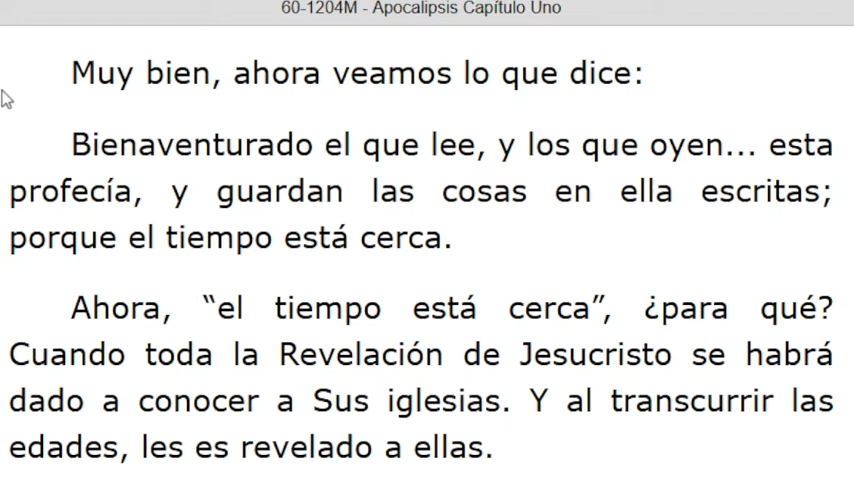 60-1204M - Apocalipsis Capítulo Uno
Muy bien, ahora veamos lo que dice:
Bienaventurado el que lee, y los que oyen... esta
profecía, y guardan las cosas en ella escritas;
porque el tiempo está cerca.
Ahora, “el tiempo está cerca”, ¿para qué?
Cuando toda la Revelación de Jesucristo se habrá
dado a conocer a Sus iglesias. Y al transcurrir las
edades, les es revelado a ellas.